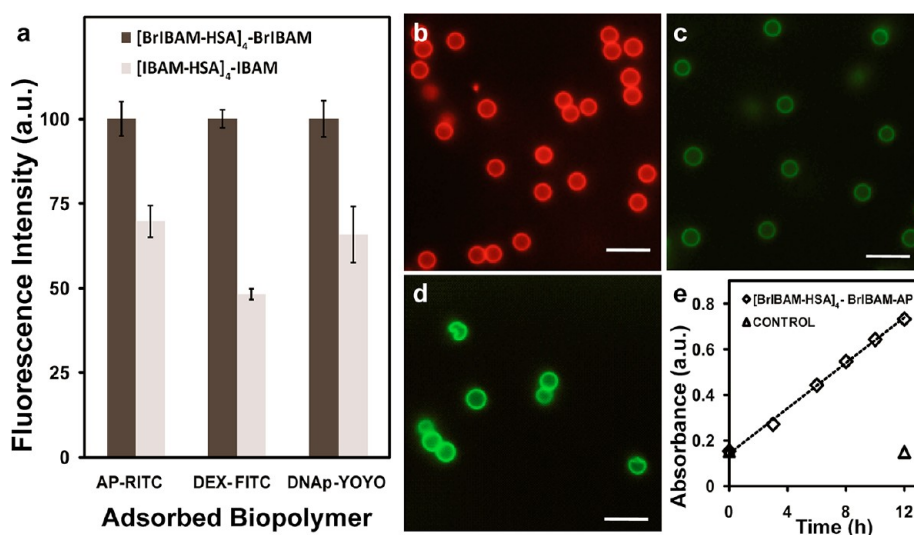 a
[BrIBAM-HSA]4-BrIBAM
[IBAM-HSA]4-IBAM
Fluorescence Intensity (a.u.)
100
75
50
25
0
AP-RITC DEX-FITC DNAp-YOYO
Adsorbed Biopolymer
b
c
d
e
[BrIBAM-HSA]4- BrIBAM-AP
CONTROL
Absorbance (a.u.)
0.8
0.6
0.4
0.2
0
0 4 8 12
Time (h)